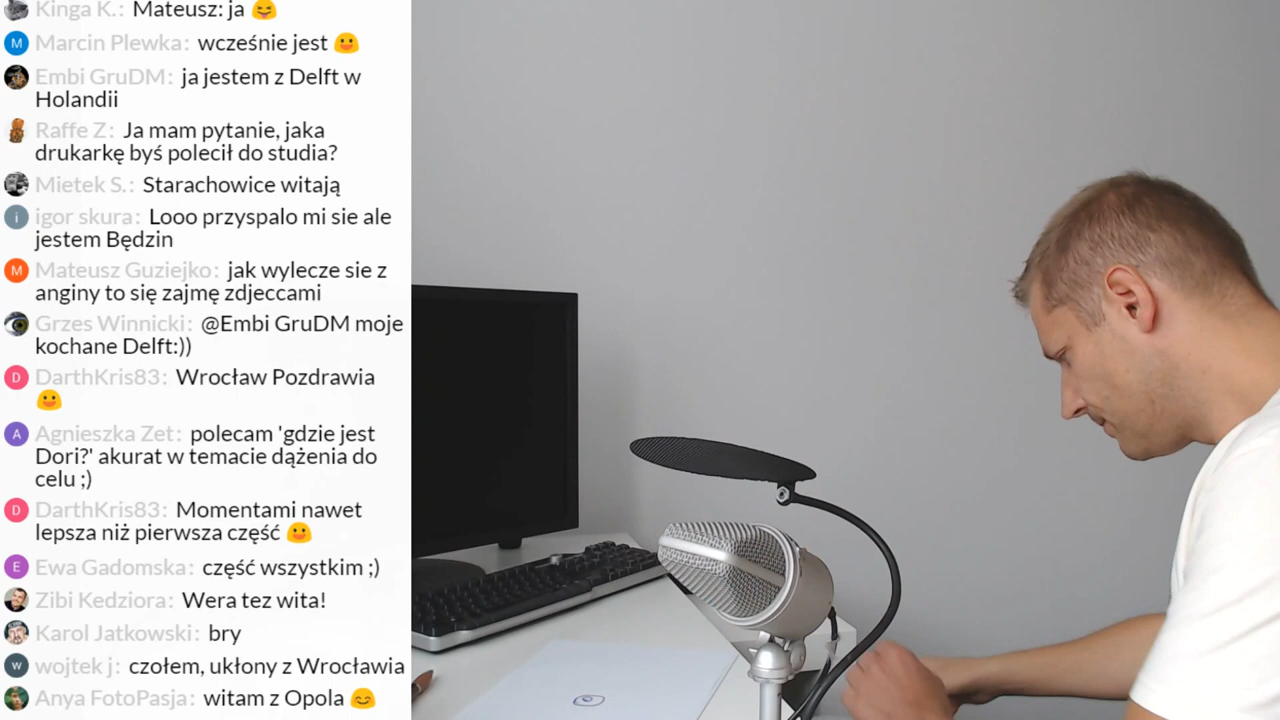 Kinga K.: Mateusz: ja 😝
M Marcin Plewka: wcześnie jest 😃
Embi GruDM: ja jestem z Delft w
Holandii
Raffe Z: Ja mam pytanie, jaka
drukarkę byś polecił do studia?
Mietek S.: Starachowice witają
i igor skura: Looo przyspalo mi sie ale
jestem Będzin
M Mateusz Guziejko: jak wylecze sie z
anginy to się zajmę zdjeccami
Grzes Winnicki: @Embi GruDM moje
kochane Delft:))
D DarthKris83: Wrocław Pozdrawia
😃
A Agnieszka Zet: polecam 'gdzie jest
Dori?' akurat w temacie dążenia do
celu ;)
D DarthKris83: Momentami nawet
lepsza niż pierwsza część 😃
E Ewa Gadomska: część wszystkim ;)
Zibi Kedziora: Wera tez wita!
Karol Jatkowski: bry
w wojtek j: czołem, ukłony z Wrocławia
Anya FotoPasja: witam z Opola 😊